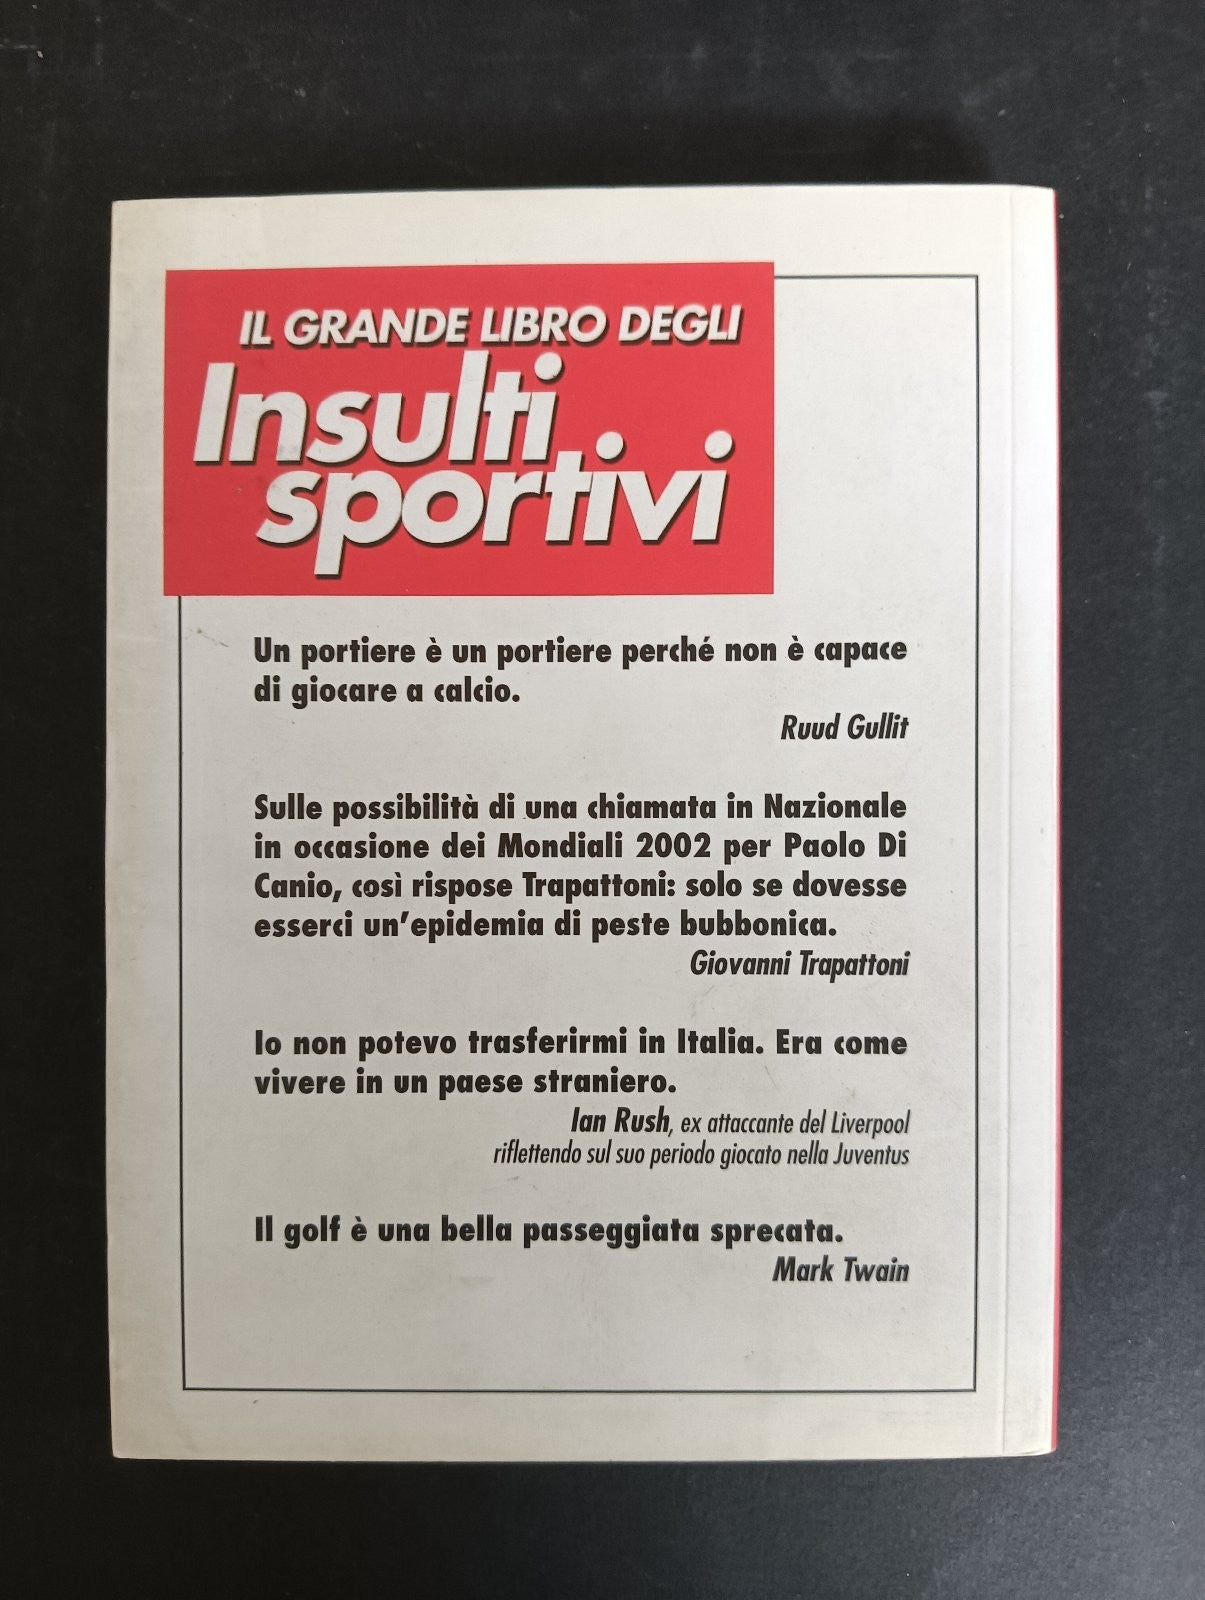 IL GRANDE LIBRO DEGLI
Insulti
sportivi
Un portiere è un portiere perché non è capace
di giocare a calcio.
Ruud Gullit
Sulle possibilità di una chiamata in Nazionale
in occasione dei Mondiali 2002 per Paolo Di
Canio, così rispose Trapattoni: solo se dovesse
esserci un'epidemia di peste bubbonica.
Giovanni Trapattoni
Io non potevo trasferirmi in Italia. Era come
vivere in un paese straniero.
Ian Rush, ex attaccante del Liverpool
riflettendo sul suo periodo giocato nella Juventus
Il golf è una bella passeggiata sprecata.
Mark Twain